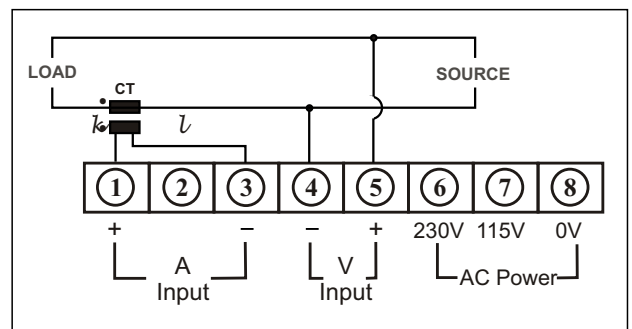 LOAD
CT
SOURCE
k
l
1 2 3 4 5 6 7 8
+ − − + 230V 115V 0V
A
Input
V
Input
AC Power